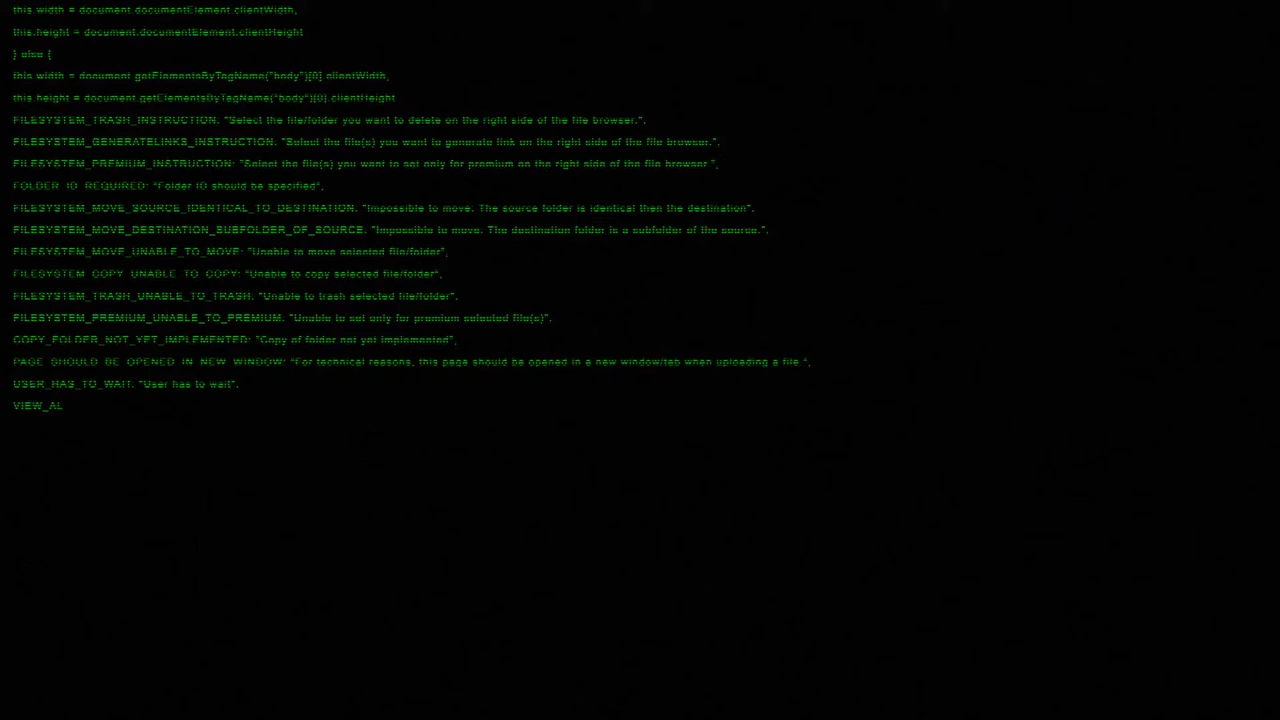 this.width = document.documentElement.clientWidth,
this.height = document.documentElement.clientHeight
} else {
this.width = document.getElementsByTagName("body")[0].clientWidth,
this.height = document.getElementsByTagName("body")[0].clientHeight
FILESYSTEM_TRASH_INSTRUCTION: "Select the file/folder you want to delete on the right side of the file browser.",
FILESYSTEM_GENERATELINKS_INSTRUCTION: "Select the file(s) you want to generate link on the right side of the file browser.",
FILESYSTEM_PREMIUM_INSTRUCTION: "Select the file(s) you want to set only for premium on the right side of the file browser.",
FOLDER_ID_REQUIRED: "Folder ID should be specified",
FILESYSTEM_MOVE_SOURCE_IDENTICAL_TO_DESTINATION: "Impossible to move. The source folder is identical then the destination",
FILESYSTEM_MOVE_DESTINATION_SUBFOLDER_OF_SOURCE: "Impossible to move. The destination folder is a subfolder of the source.",
FILESYSTEM_MOVE_UNABLE_TO_MOVE: "Unable to move selected file/folder",
FILESYSTEM_COPY_UNABLE_TO_COPY: "Unable to copy selected file/folder",
FILESYSTEM_TRASH_UNABLE_TO_TRASH: "Unable to trash selected file/folder",
FILESYSTEM_PREMIUM_UNABLE_TO_PREMIUM: "Unable to set only for premium selected file(s)",
COPY_FOLDER_NOT_YET_IMPLEMENTED: "Copy of folder not yet implemented",
PAGE_SHOULD_BE_OPENED_IN_NEW_WINDOW: "For technical reasons, this page should be opened in a new window/tab when uploading a file.",
USER_HAS_TO_WAIT: "User has to wait",
VIEW_AL